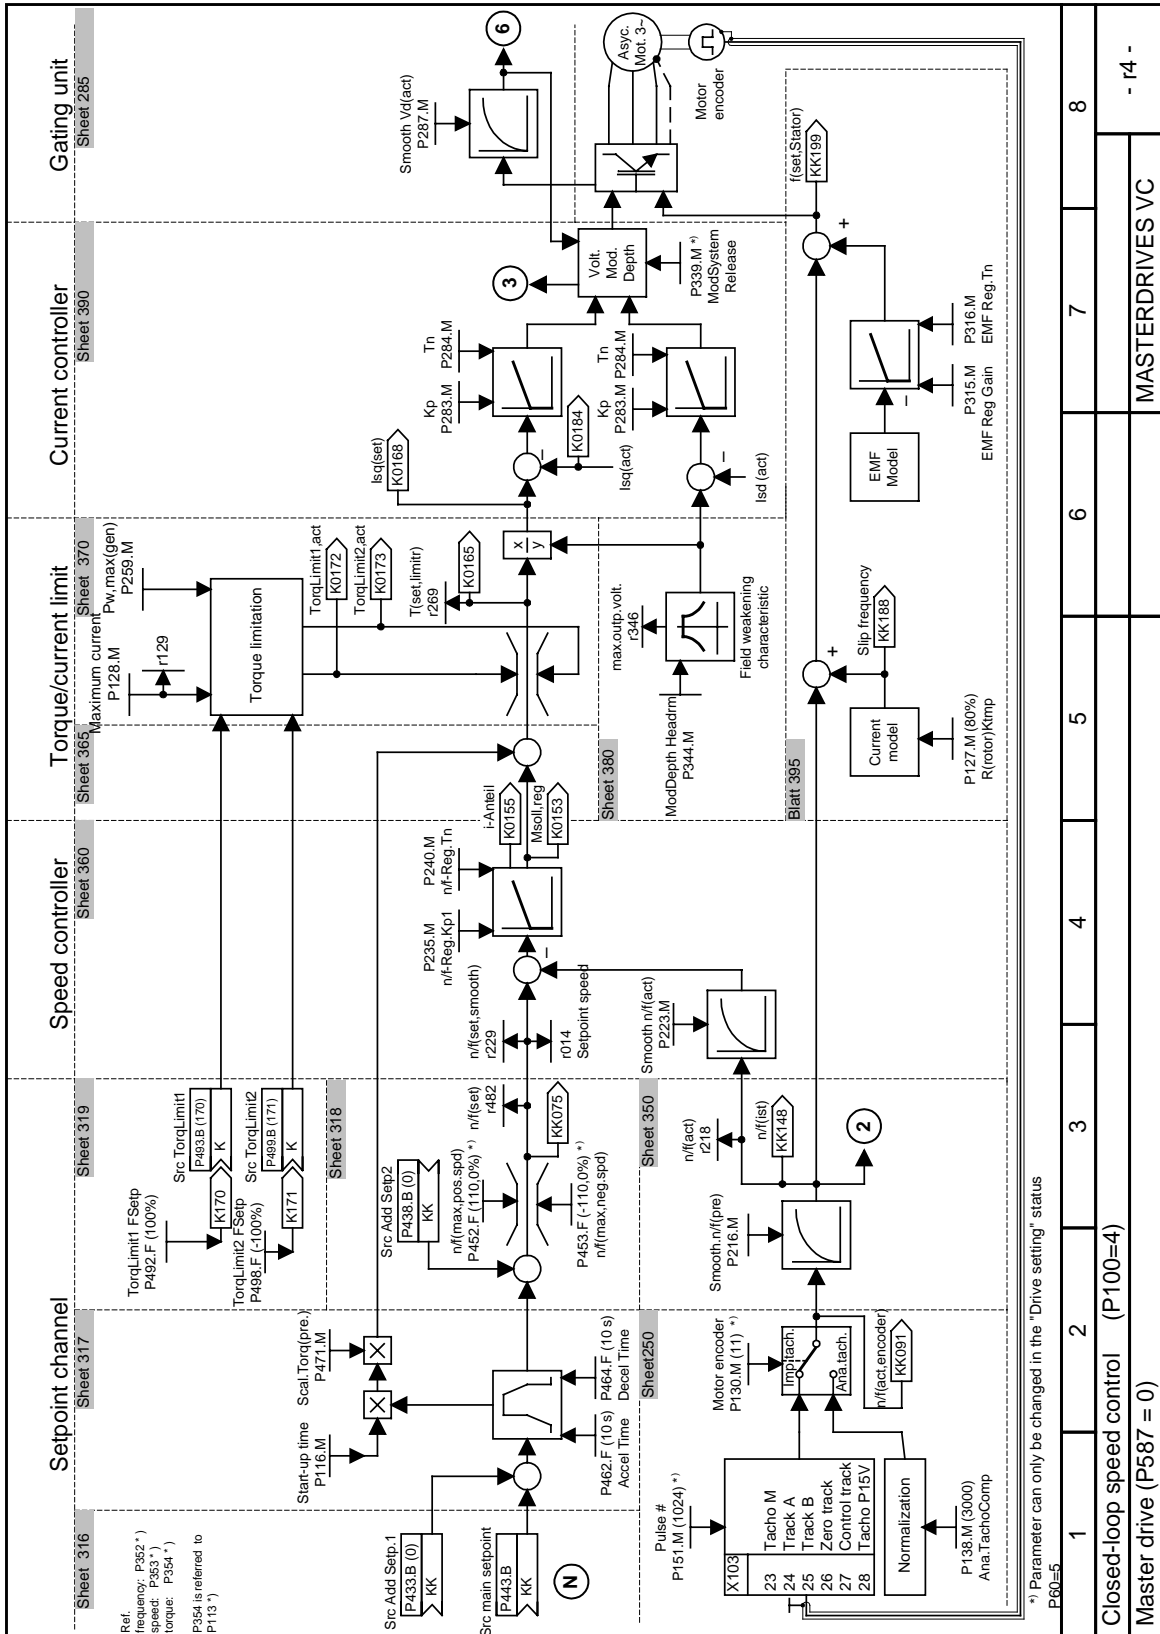 Setpoint channel
Speed controller
Torque/current limit
Current controller
Gating unit
Sheet 316
Sheet 317
Sheet 319
Sheet 360
Sheet 365
Sheet 370
Sheet 390
Sheet 285
Ref.
frequency: P352 *)
speed: P353 *)
torque: P354 *)
P354 is referred to
P113 *)
TorqLimit1 FSetp
P492.F (100%)
K170
Src TorqLimit1
P493.B (170)
K
TorqLimit2 FSetp
P498.F (-100%)
K171
Src TorqLimit2
P499.B (171)
K
Maximum current
P128.M
r129
Pw,max(gen)
P259.M
Torque limitation
TorqLimit1,act
K0172
TorqLimit2,act
K0173
Smooth Vd(act)
P287.M
6
Sheet 318
Start-up time
P116.M
Scal.Torq(pre.)
P471.M
x
x
Src Add Setp.1
P433.B (0)
KK
Src main setpoint
P443.B
KK
N
P462.F (10 s)
Accel Time
P464.F (10 s)
Decel Time
Src Add Setp2
P438.B (0)
KK
n/f(max,pos.spd)
P452.F (110,0%) *)
P453.F (-110,0%) *)
n/f(max,neg.spd)
n/f(set)
r482
KK075
n/f(set,smooth)
r229
r014
Setpoint speed
P235.M
n/f-Reg.Kp1
P240.M
n/f-Reg.Tn
–
i-Anteil
K0155
Msoll,reg
K0153
T(set,limitr)
r269
K0165
x
y
Isq(set)
K0168
–
K0184
Isq(act)
Kp
P283.M
Tn
P284.M
3
Volt.
Mod.
Depth
P339.M *)
ModSystem
Release
Asyc.
Mot. 3~
Motor
encoder
Sheet 380
ModDepth Headrm
P344.M
max.outp.volt.
r346
Field weakening
characteristic
–
Isd (act)
Kp
P283.M
Tn
P284.M
Sheet250
Sheet 350
Blatt 395
Pulse #
P151.M (1024) *)
X103
23 Tacho M
24 Track A
25 Track B
26 Zero track
27 Control track
28 Tacho P15V
Normalization
P138.M (3000)
Ana.TachoComp
Motor encoder
P130.M (11) *)
Imp.tach.
Ana.tach.
n/f(act,encoder)
KK091
Smooth.n/f(pre)
P216.M
n/f(act)
r218
n/f(ist)
KK148
2
Smooth n/f(act)
P223.M
P127.M (80%)
R(rotor)Ktmp
Current
model
Slip frequency
KK188
+
EMF
Model
–
P315.M
EMF Reg Gain
P316.M
EMF Reg.Tn
+
f(set,Stator)
KK199
*) Parameter can only be changed in the "Drive setting" status
P60=5
1 2 3 4 5 6 7 8
Closed-loop speed control (P100=4)
Master drive (P587 = 0)
MASTERDRIVES VC
- r4 -